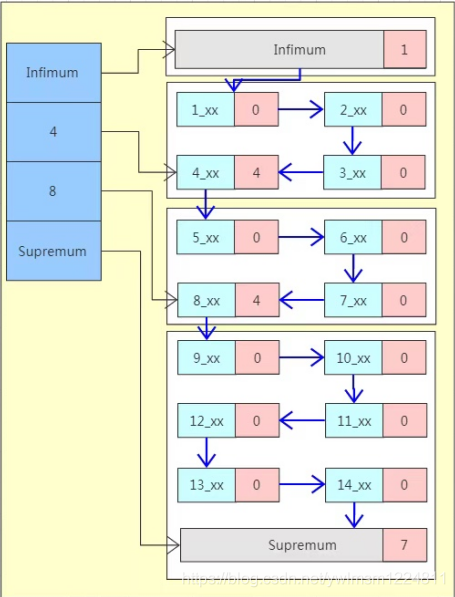 Infimum 1
Infimum
1_xx 0 2_xx 0
4
4_xx 4 3_xx 0
8
5_xx 0 6_xx 0
Supremum
8_xx 4 7_xx 0
9_xx 0 10_xx 0
12_xx 0 11_xx 0
13_xx 0 14_xx 0
Supremum 7